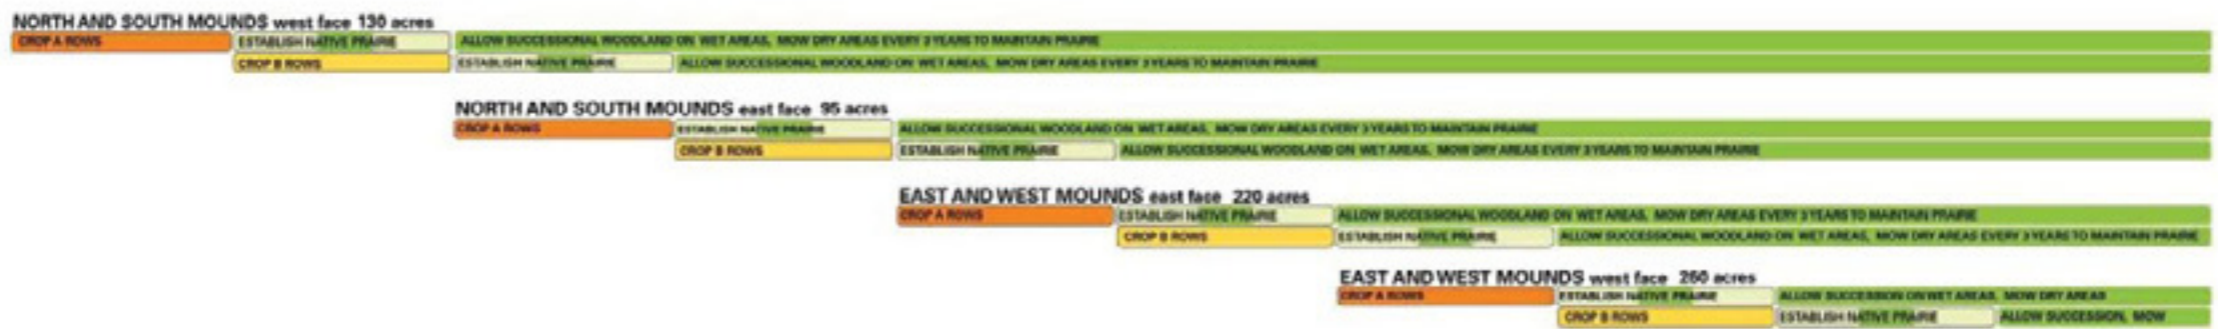 NORTH AND SOUTH MOUNDS west face 130 acres
CROP A ROWS ESTABLISH NATIVE PRAIRIE ALLOW SUCCESSIONAL WOODLAND ON WET AREAS, MOW DRY AREAS EVERY 3 YEARS TO MAINTAIN PRAIRIE
CROP B ROWS ESTABLISH NATIVE PRAIRIE ALLOW SUCCESSIONAL WOODLAND ON WET AREAS, MOW DRY AREAS EVERY 3 YEARS TO MAINTAIN PRAIRIE
NORTH AND SOUTH MOUNDS east face 95 acres
CROP A ROWS ESTABLISH NATIVE PRAIRIE ALLOW SUCCESSIONAL WOODLAND ON WET AREAS, MOW DRY AREAS EVERY 3 YEARS TO MAINTAIN PRAIRIE
CROP B ROWS ESTABLISH NATIVE PRAIRIE ALLOW SUCCESSIONAL WOODLAND ON WET AREAS, MOW DRY AREAS EVERY 3 YEARS TO MAINTAIN PRAIRIE
EAST AND WEST MOUNDS east face 220 acres
CROP A ROWS ESTABLISH NATIVE PRAIRIE ALLOW SUCCESSIONAL WOODLAND ON WET AREAS, MOW DRY AREAS EVERY 3 YEARS TO MAINTAIN PRAIRIE
CROP B ROWS ESTABLISH NATIVE PRAIRIE ALLOW SUCCESSIONAL WOODLAND ON WET AREAS, MOW DRY AREAS EVERY 3 YEARS TO MAINTAIN PRAIRIE
EAST AND WEST MOUNDS west face 260 acres
CROP A ROWS ESTABLISH NATIVE PRAIRIE ALLOW SUCCESSION ON WET AREAS, MOW DRY AREAS
CROP B ROWS ESTABLISH NATIVE PRAIRIE ALLOW SUCCESSION, MOW